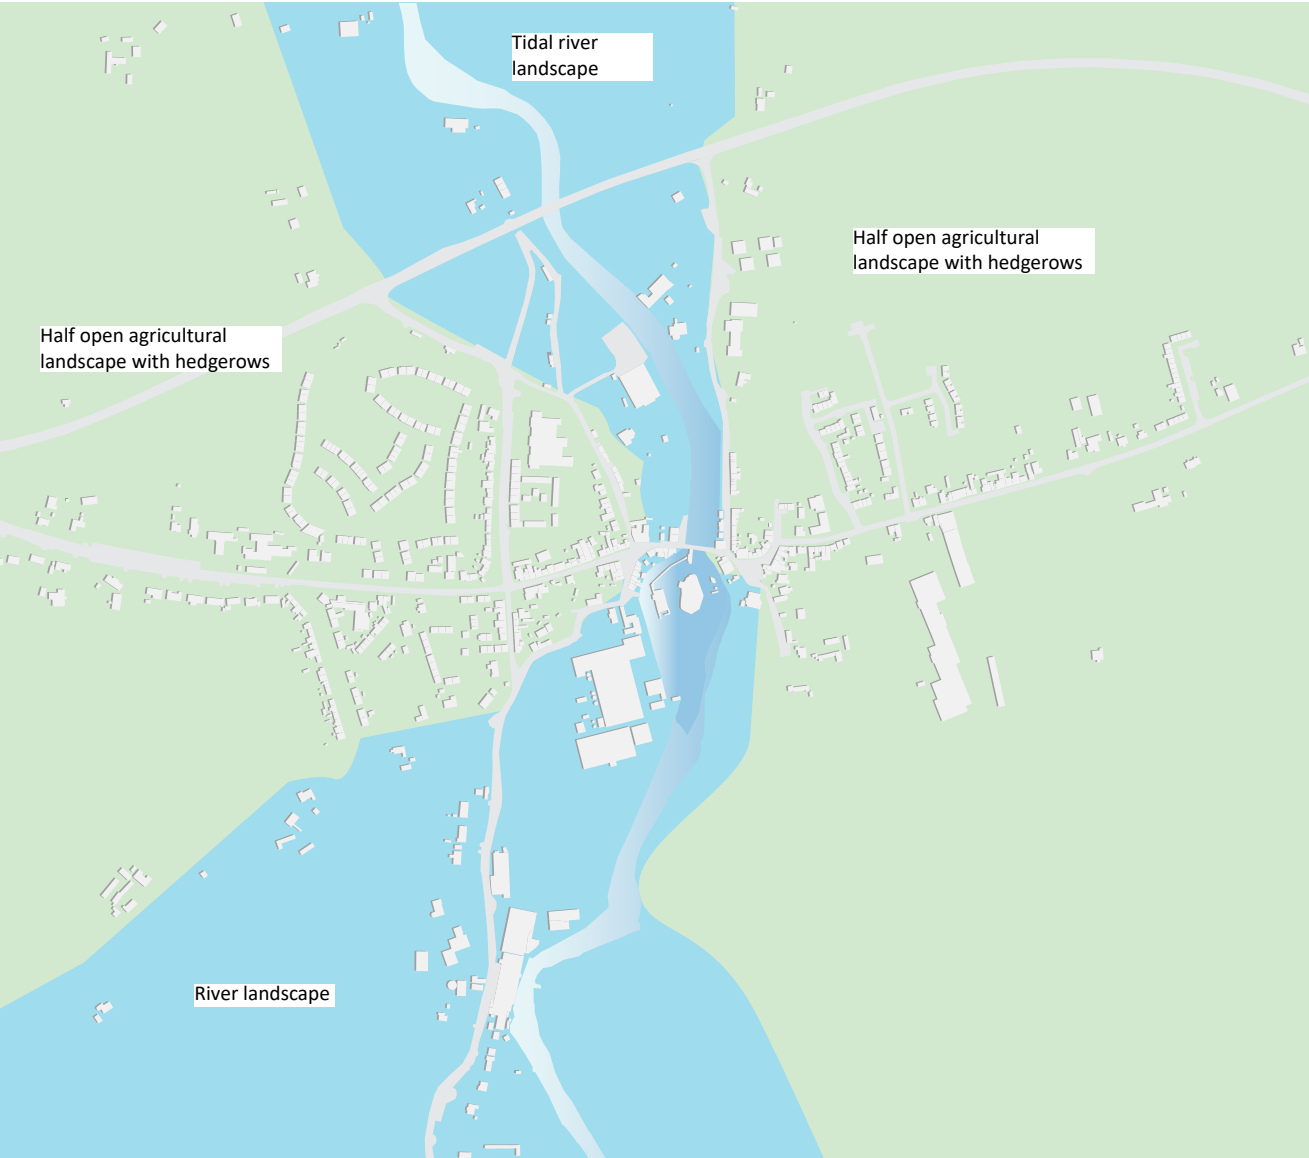 Tidal river
landscape
Half open agricultural
landscape with hedgerows
Half open agricultural
landscape with hedgerows
River landscape